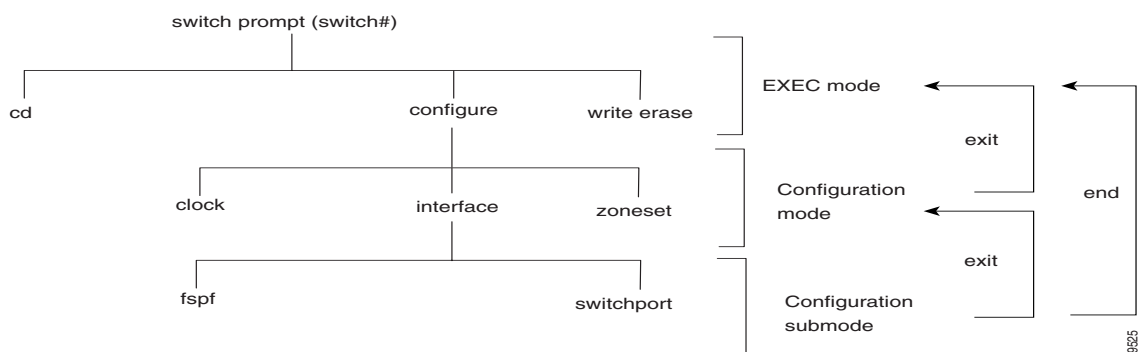 switch prompt (switch#)
EXEC mode
cd
configure
write erase
exit
Configuration
mode
end
clock
interface
zoneset
exit
fspf
switchport
Configuration
submode
9525